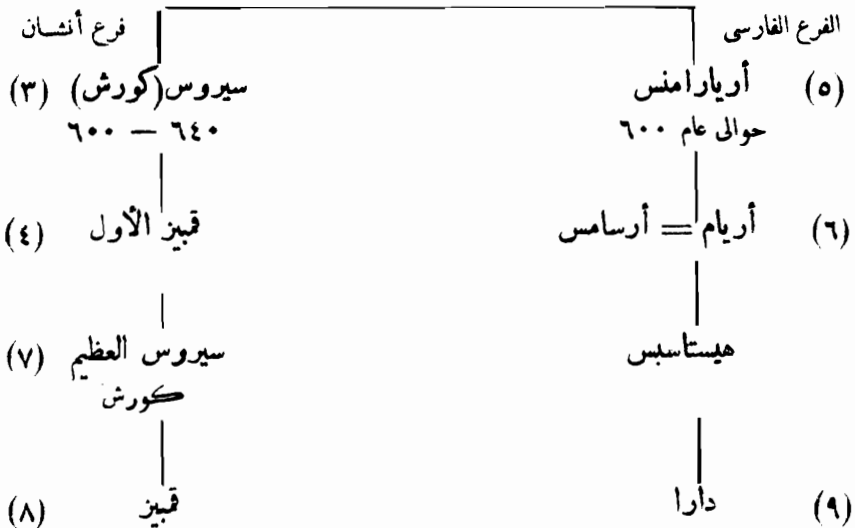 الفرع الفارسى
فرع أنشان
(٥) أريارامنس
سيروس (كورش) (٣)
حوالى عام ٦٠٠
٦٤٠ — ٦٠٠
(٦) أريام = أرسامس
قمبيز الأول (٤)
هيستاسبس
سيروس العظيم (٧)
كورش
(٩) دارا
قمبيز (٨)